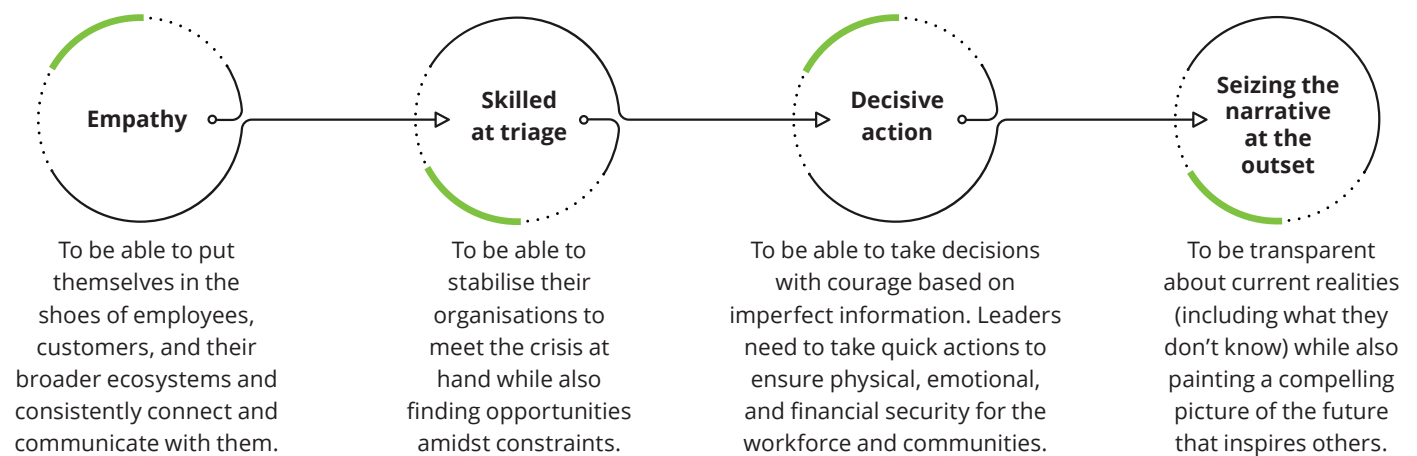 Empathy
To be able to put
themselves in the
shoes of employees,
customers, and their
broader ecosystems and
consistently connect and
communicate with them.
Skilled
at triage
To be able to
stabilise their
organisations to
meet the crisis at
hand while also
finding opportunities
amidst constraints.
Decisive
action
To be able to take decisions
with courage based on
imperfect information. Leaders
need to take quick actions to
ensure physical, emotional,
and financial security for the
workforce and communities.
Seizing the
narrative
at the
outset
To be transparent
about current realities
(including what they
don’t know) while also
painting a compelling
picture of the future
that inspires others.